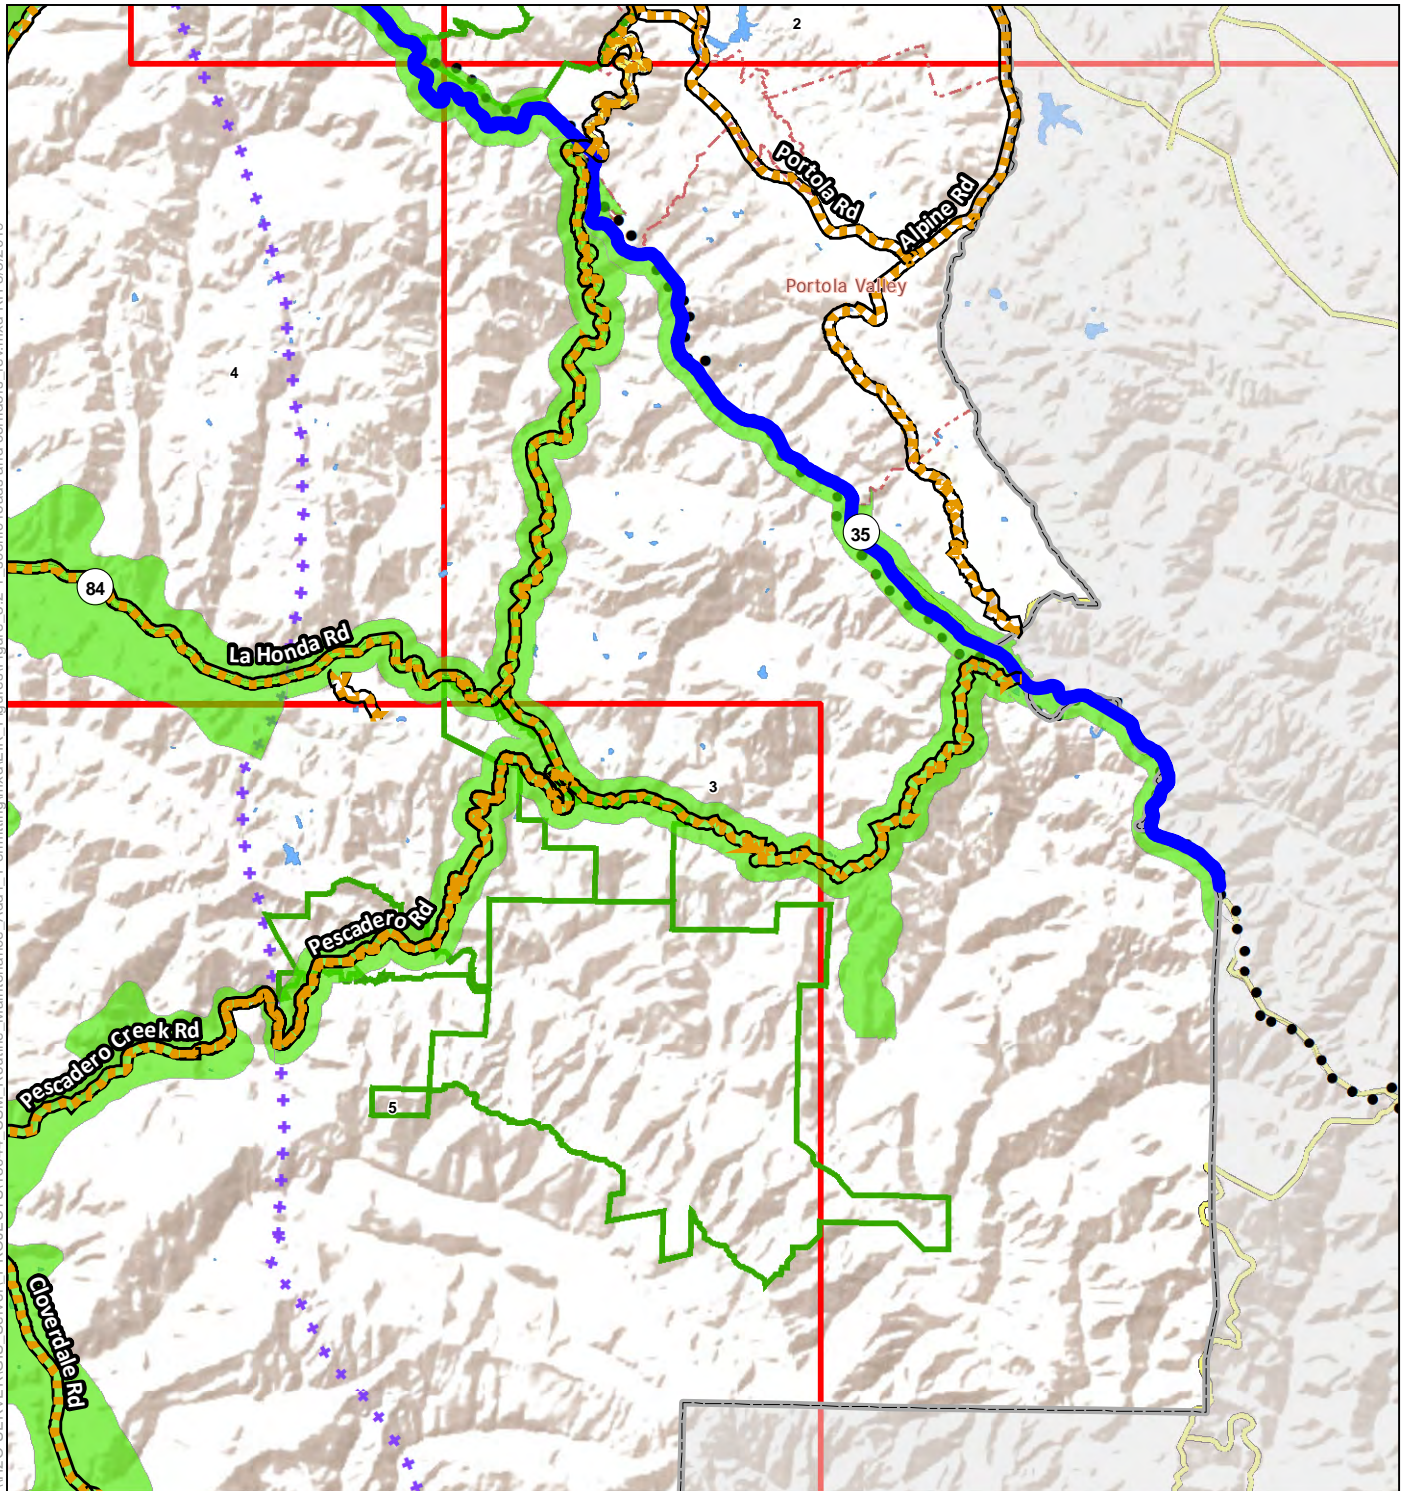 2
Portola Rd
Alpine Rd
Portola Valley
4
35
84
La Honda Rd
3
Pescadero Rd
Pescadero Creek Rd
5
Cloverdale Rd